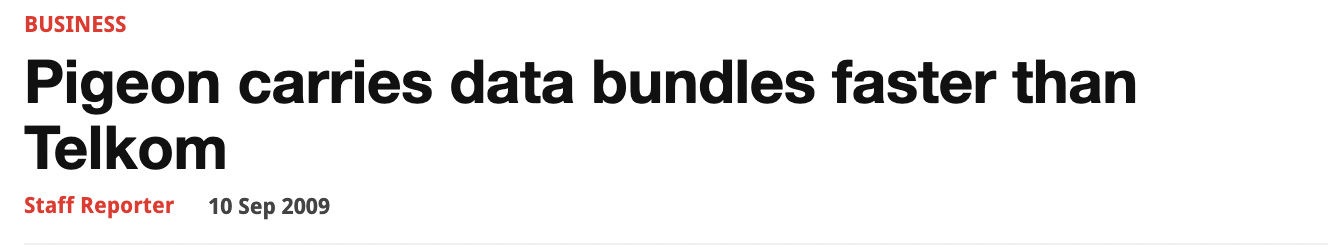 BUSINESS
Pigeon carries data bundles faster than
Telkom
Staff Reporter 10 Sep 2009